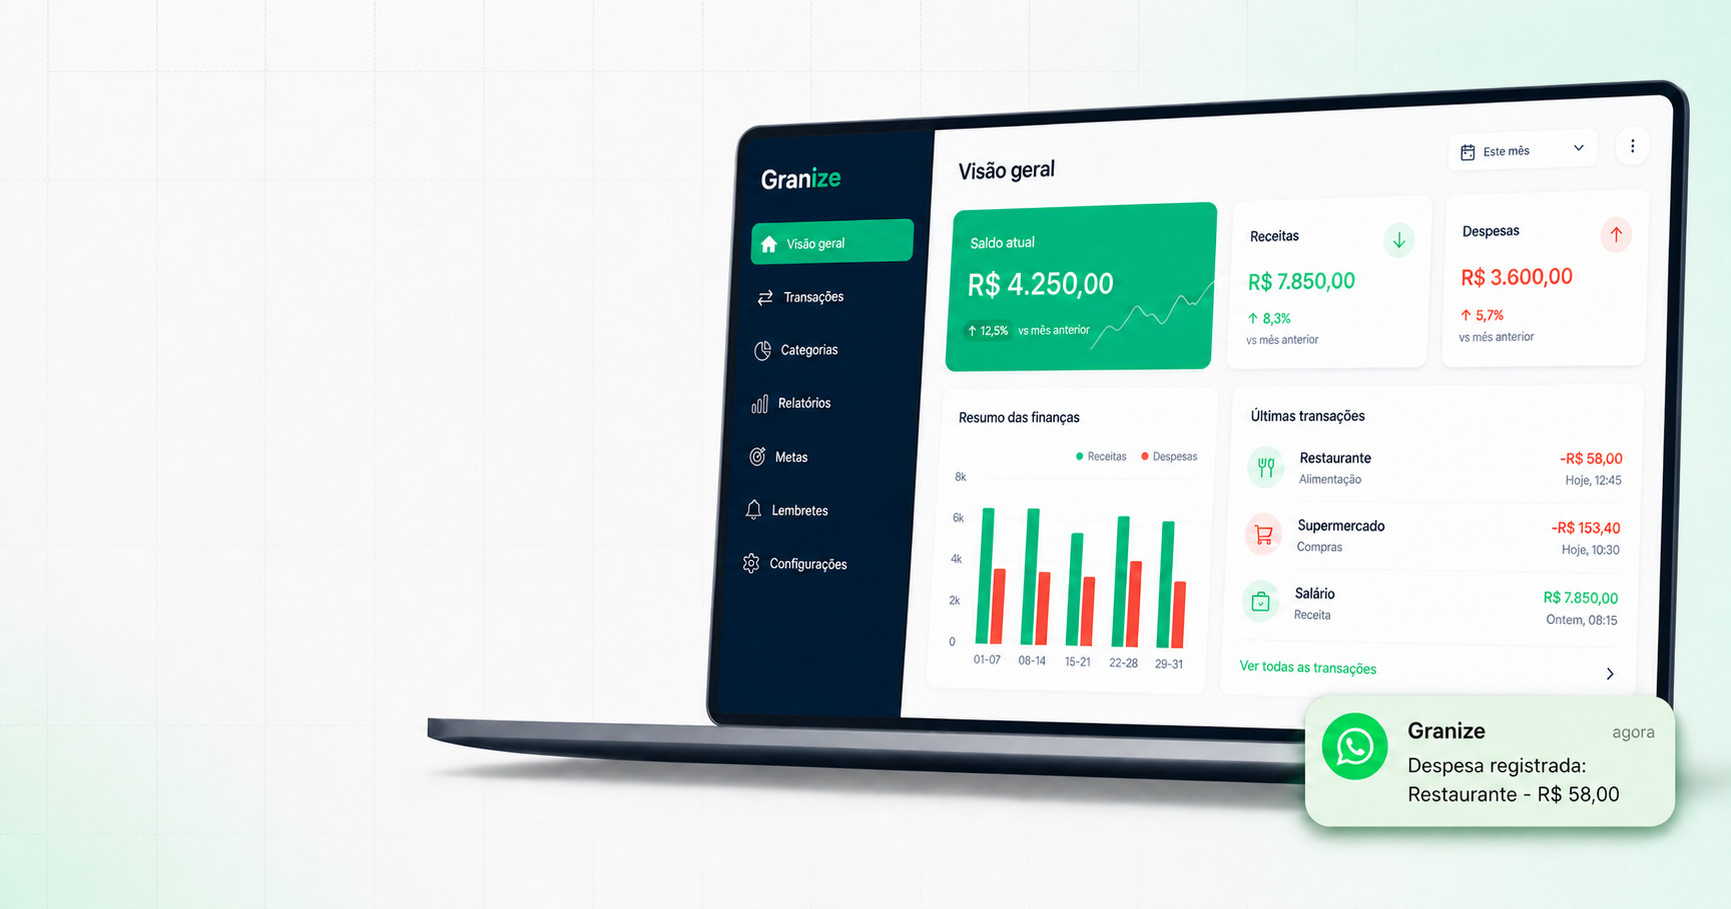 Granize
Visão geral
Transações
Categorias
Relatórios
Metas
Lembretes
Configurações
Visão geral
Este mês
Saldo atual
R$ 4.250,00
12,5% vs mês anterior
Receitas
R$ 7.850,00
8,3%
vs mês anterior
Despesas
R$ 3.600,00
5,7%
vs mês anterior
Resumo das finanças
Receitas Despesas
8k
6k
4k
2k
0
01-07 08-14 15-21 22-28 29-31
Últimas transações
Restaurante -R$ 58,00
Alimentação Hoje, 12:45
Supermercado -R$ 153,40
Compras Hoje, 10:30
Salário R$ 7.850,00
Receita Ontem, 08:15
Ver todas as transações
Granize agora
Despesa registrada:
Restaurante - R$ 58,00